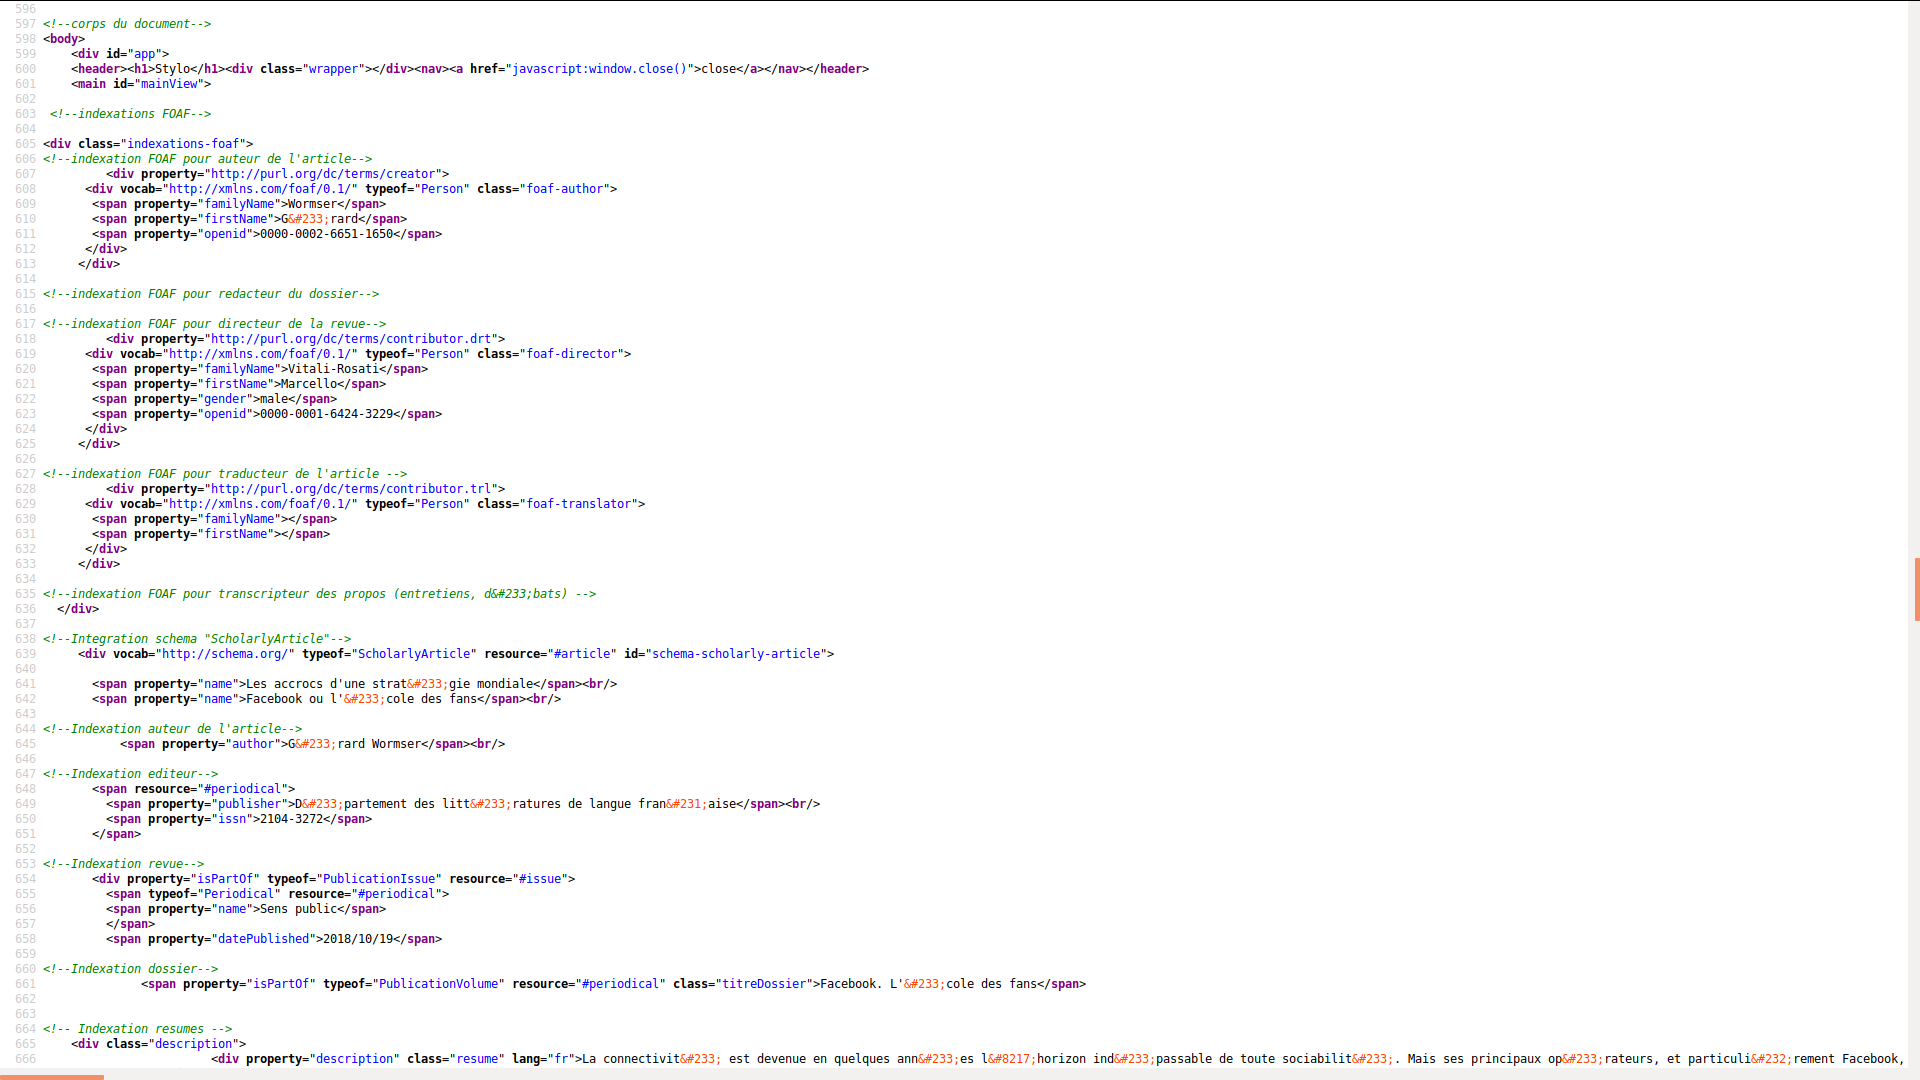 596
597 <!--corps du document-->
598 <body>
599 <div id="app">
600 <header><h1>Stylo</h1><div class="wrapper"></div><nav><a href="javascript:window.close()">close</a></nav></header>
601 <main id="mainView">
602
603 <!--indexations FOAF-->
604
605 <div class="indexations-foaf">
606 <!--indexation FOAF pour auteur de l'article-->
607 <div property="http://purl.org/dc/terms/creator">
608 <div vocab="http://xmlns.com/foaf/0.1/" typeof="Person" class="foaf-author">
609 <span property="familyName">Wormser</span>
610 <span property="firstName">G&#233;rard</span>
611 <span property="openid">0000-0002-6651-1650</span>
612 </div>
613 </div>
614
615 <!--indexation FOAF pour redacteur du dossier-->
616
617 <!--indexation FOAF pour directeur de la revue-->
618 <div property="http://purl.org/dc/terms/contributor.drt">
619 <div vocab="http://xmlns.com/foaf/0.1/" typeof="Person" class="foaf-director">
620 <span property="familyName">Vitali-Rosati</span>
621 <span property="firstName">Marcello</span>
622 <span property="gender">male</span>
623 <span property="openid">0000-0001-6424-3229</span>
624 </div>
625 </div>
626
627 <!--indexation FOAF pour traducteur de l'article -->
628 <div property="http://purl.org/dc/terms/contributor.trl">
629 <div vocab="http://xmlns.com/foaf/0.1/" typeof="Person" class="foaf-translator">
630 <span property="familyName"></span>
631 <span property="firstName"></span>
632 </div>
633 </div>
634
635 <!--indexation FOAF pour transcripteur des propos (entretiens, d&#233;bats) -->
636 </div>
637
638 <!--Integration schema "ScholarlyArticle"-->
639 <div vocab="http://schema.org/" typeof="ScholarlyArticle" resource="#article" id="schema-scholarly-article">
640
641 <span property="name">Les accrocs d'une strat&#233;gie mondiale</span><br/>
642 <span property="name">Facebook ou l'&#233;cole des fans</span><br/>
643
644 <!--Indexation auteur de l'article-->
645 <span property="author">G&#233;rard Wormser</span><br/>
646
647 <!--Indexation editeur-->
648 <span resource="#periodical">
649 <span property="publisher">D&#233;partement des litt&#233;ratures de langue fran&#231;aise</span><br/>
650 <span property="issn">2104-3272</span>
651 </span>
652
653 <!--Indexation revue-->
654 <div property="isPartOf" typeof="PublicationIssue" resource="#issue">
655 <span typeof="Periodical" resource="#periodical">
656 <span property="name">Sens public</span>
657 </span>
658 <span property="datePublished">2018/10/19</span>
659
660 <!--Indexation dossier-->
661 <span property="isPartOf" typeof="PublicationVolume" resource="#periodical" class="titreDossier">Facebook. L'&#233;cole des fans</span>
662
663
664 <!-- Indexation resumes -->
665 <div class="description">
666 <div property="description" class="resume" lang="fr">La connectivit&#233; est devenue en quelques ann&#233;es l&#8217;horizon ind&#233;passable de toute sociabilit&#233;. Mais ses principaux op&#233;rateurs, et particuli&#232;rement Facebook,